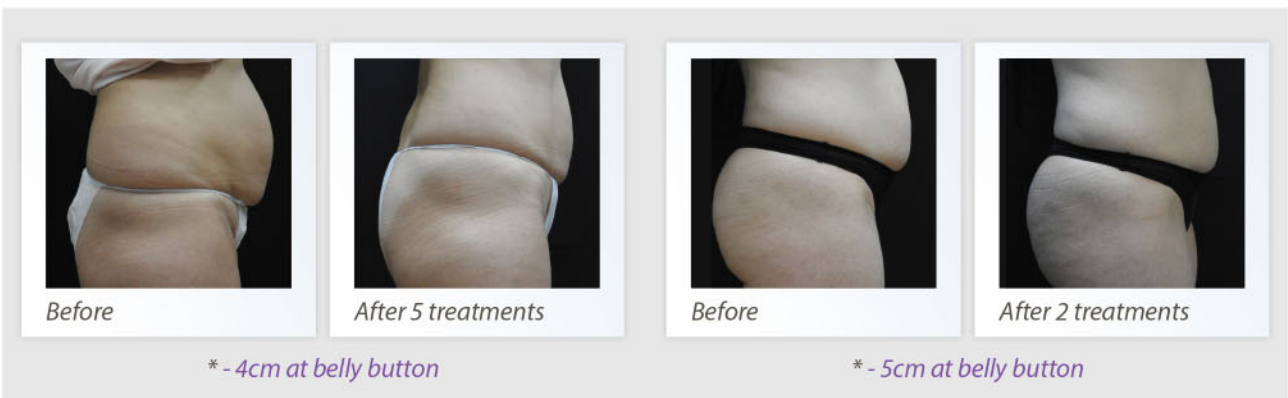 Before
After 5 treatments
Before
After 2 treatments
* - 4cm at belly button
* - 5cm at belly button